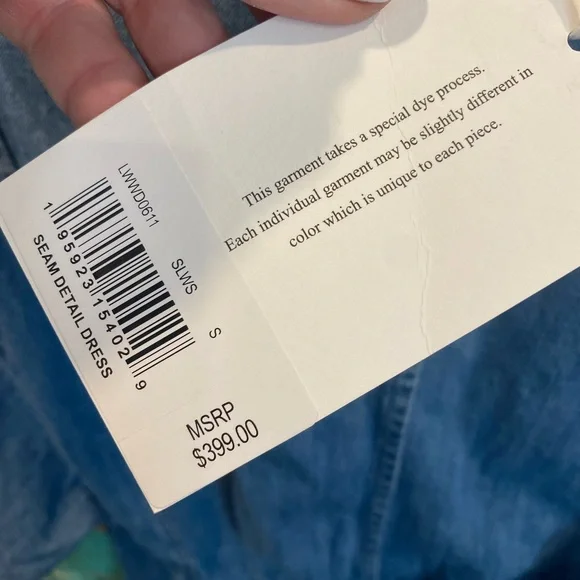 This garment takes a special dye process.
Each individual garment may be slightly different in
color which is unique to each piece.
LWWD0611
SLWS
S
1 95923 15402 9
SEAM DETAIL DRESS
MSRP
$399.00